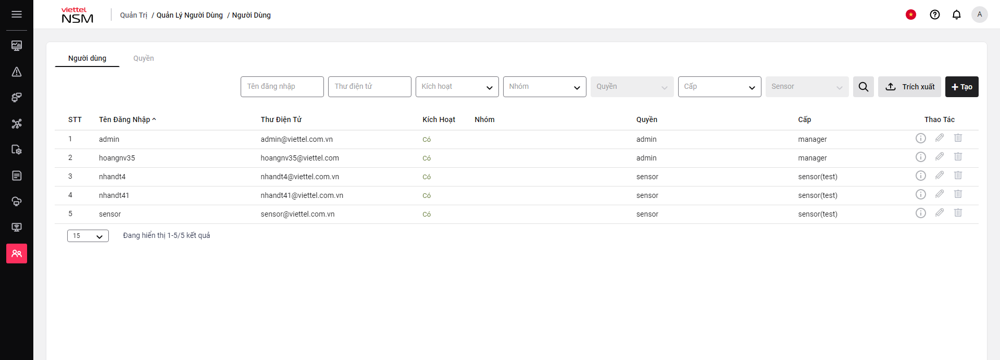 viettel
NSM
Quản Trị / Quản Lý Người Dùng / Người Dùng
A
Người dùng Quyền
Tên đăng nhập Thư điện tử Kích hoạt Nhóm Quyền Cấp Sensor Trích xuất Tạo
STT Tên Đăng Nhập Thư Điện Tử Kích Hoạt Nhóm Quyền Cấp Thao Tác
1 admin admin@viettel.com.vn Có admin manager
2 hoangnv35 hoangnv35@viettel.com Có admin manager
3 nhandt4 nhandt4@viettel.com.vn Có sensor sensor(test)
4 nhandt41 nhandt41@viettel.com.vn Có sensor sensor(test)
5 sensor sensor@viettel.com.vn Có sensor sensor(test)
15 Đang hiển thị 1-5/5 kết quả